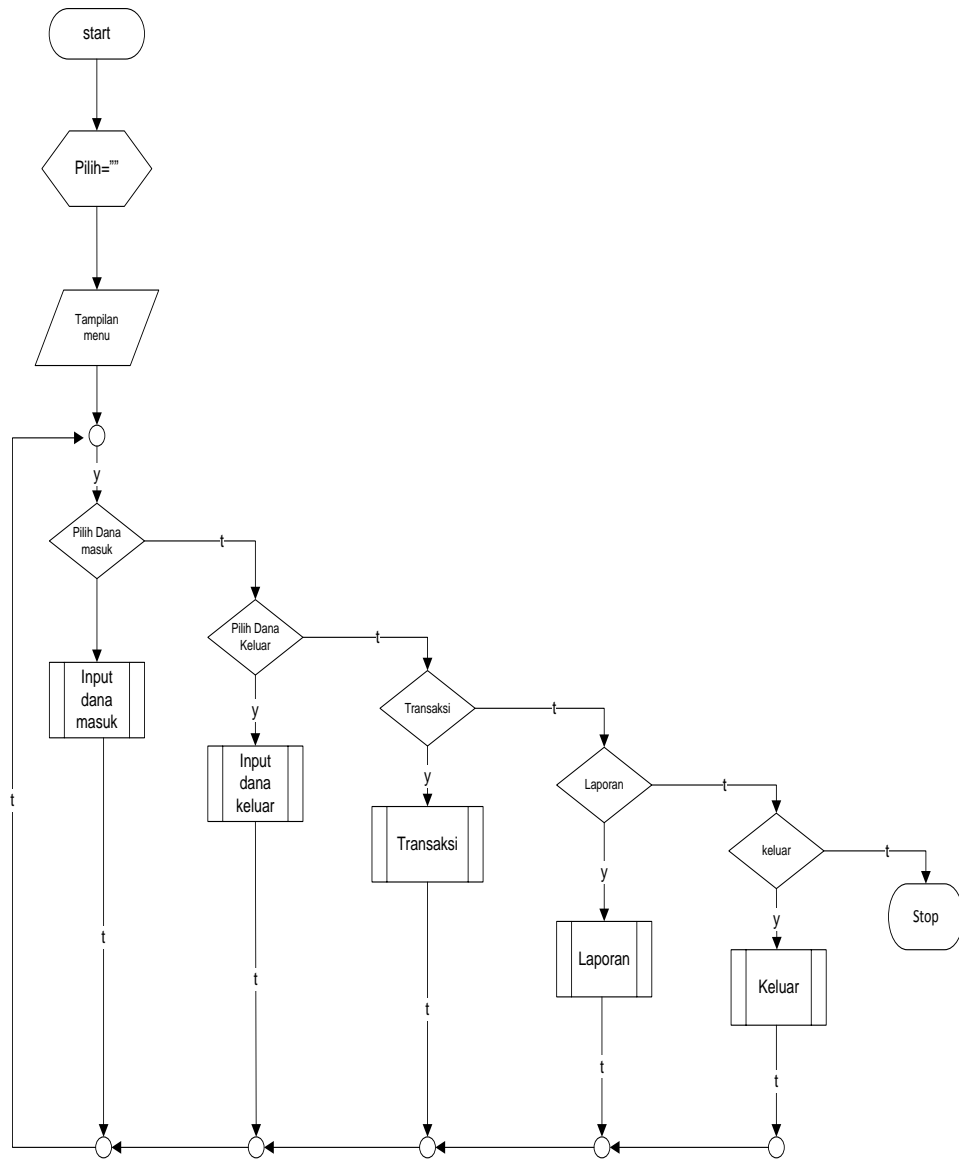 start
Pilih=""
Tampilan
menu
y
Pilih Dana
masuk
t
Pilih Dana
Keluar
t
Input
dana
masuk
y
Transaksi
t
Input
dana
keluar
y
Laporan
t
t
Transaksi
y
keluar
t
Stop
t
y
Laporan
t
y
Keluar
t
t
t